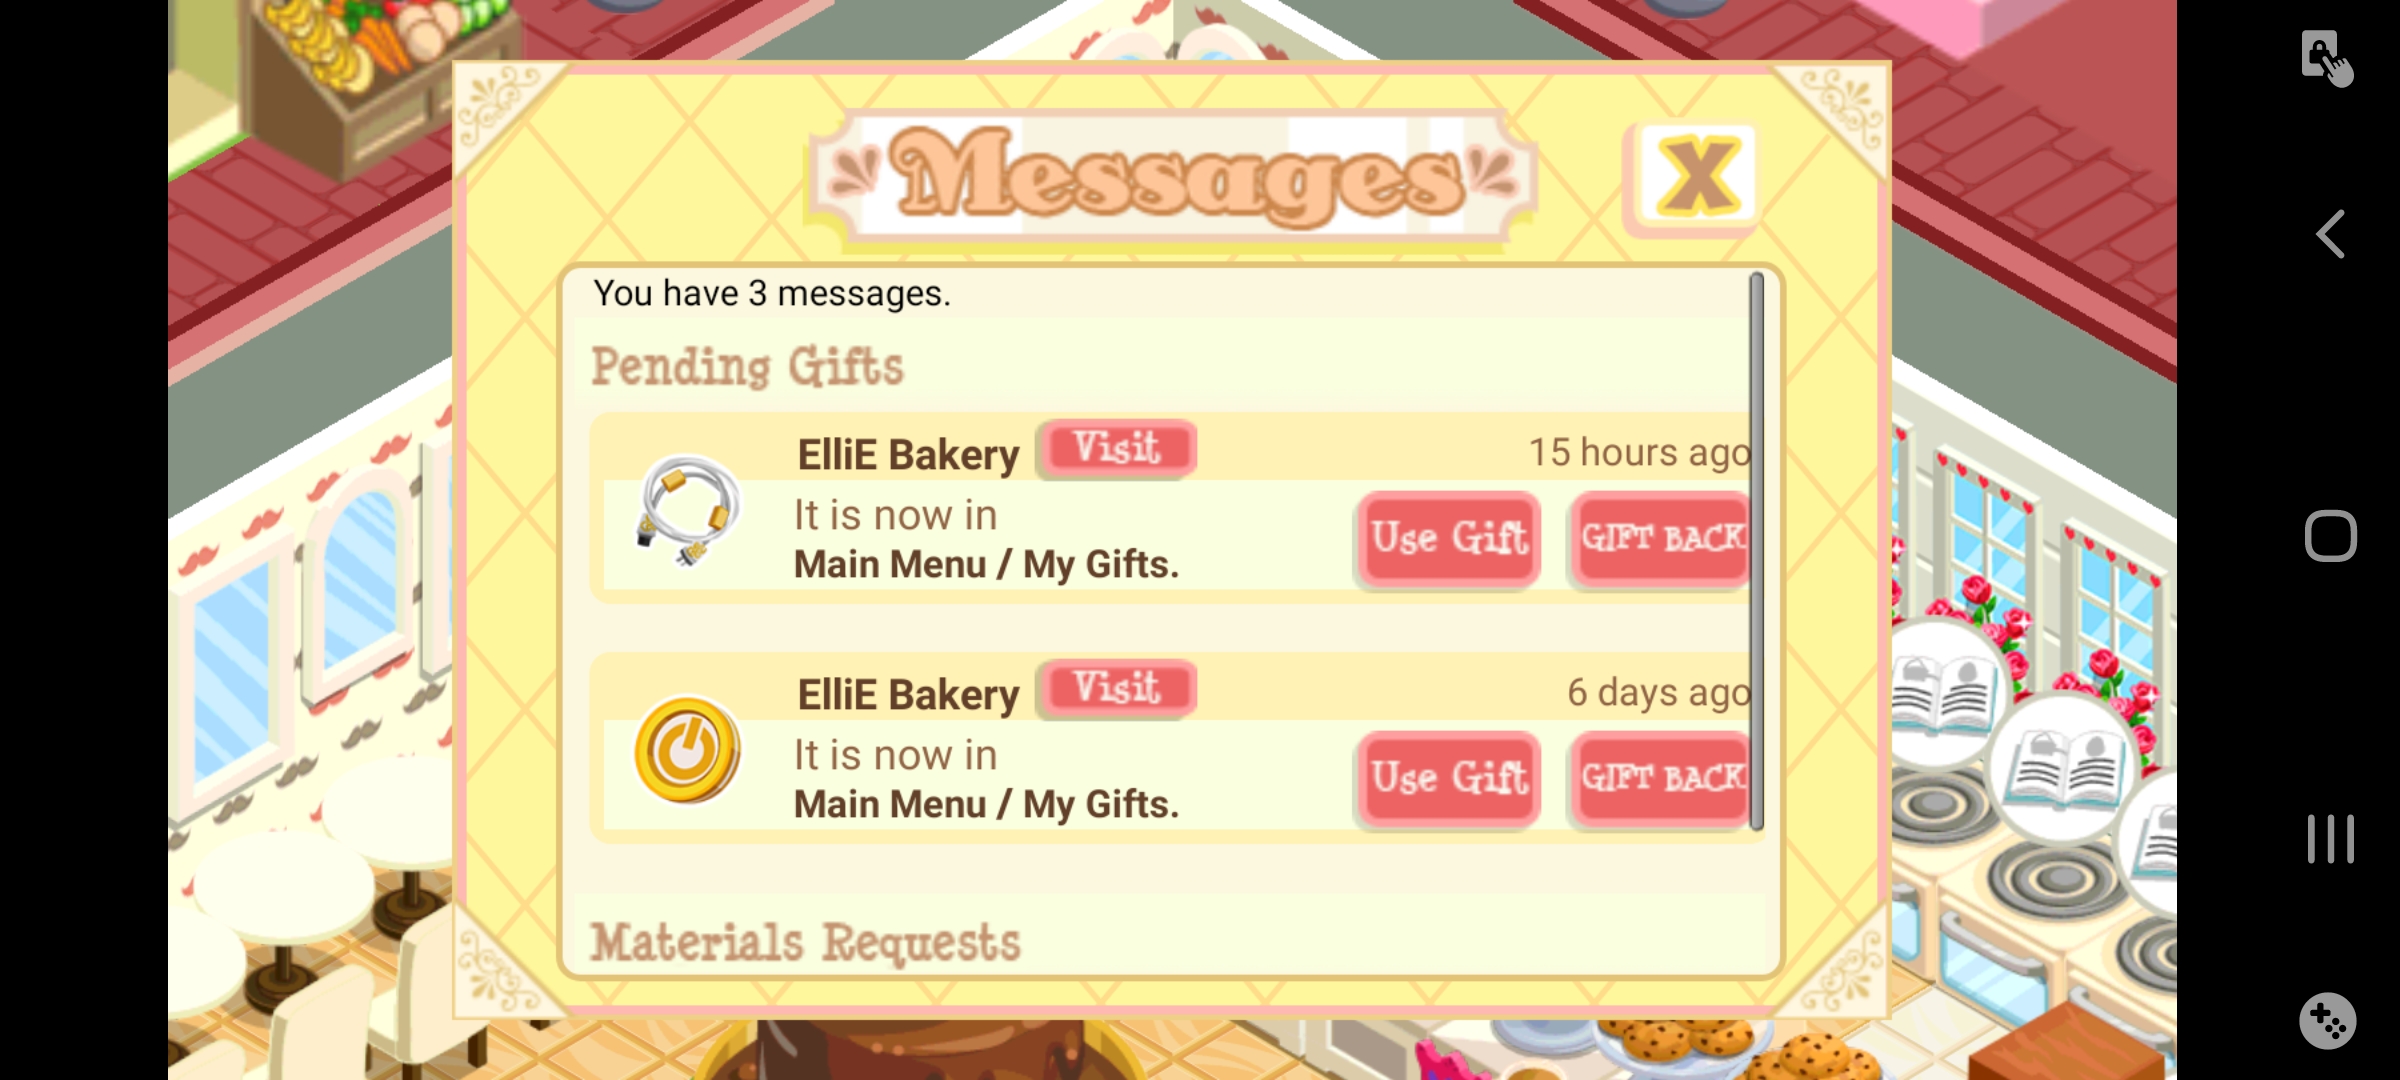 Messages
X
You have 3 messages.
Pending Gifts
ElliE Bakery Visit 15 hours ago
It is now in
Main Menu / My Gifts.
Use Gift GIFT BACK
ElliE Bakery Visit 6 days ago
It is now in
Main Menu / My Gifts.
Use Gift GIFT BACK
Materials Requests